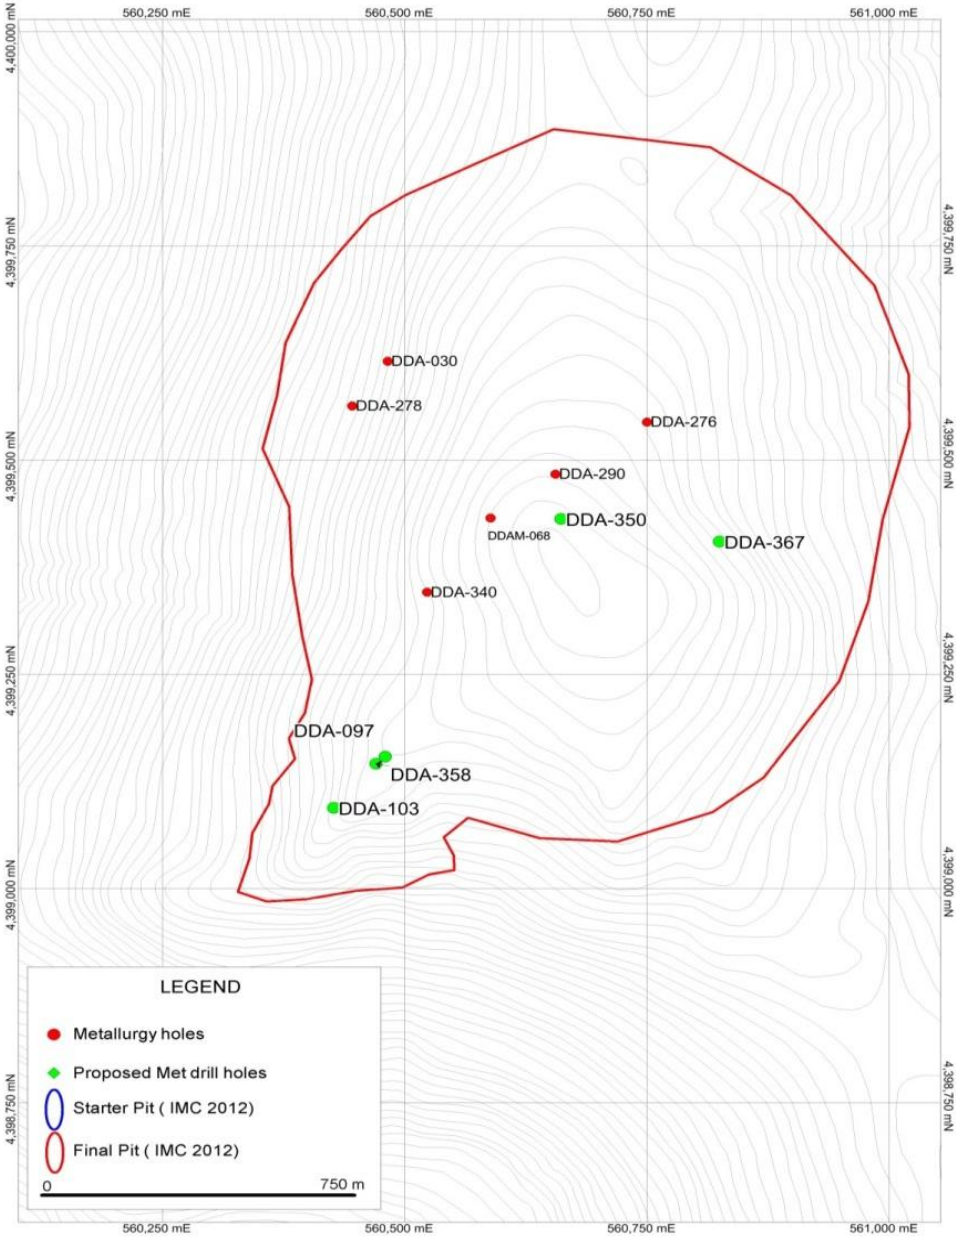 560,250 mE 560,500 mE 560,750 mE 561,000 mE
4,400,000 mN
4,399,750 mN 4,399,750 mN
DDA-030
DDA-278
DDA-276
4,399,500 mN 4,399,500 mN
DDA-290
DDA-350
DDAM-068
DDA-367
DDA-340
4,399,250 mN 4,399,250 mN
DDA-097
DDA-358
DDA-103
4,399,000 mN 4,399,000 mN
LEGEND
Metallurgy holes
Proposed Met drill holes
Starter Pit ( IMC 2012)
4,398,750 mN 4,398,750 mN
Final Pit ( IMC 2012)
0 750 m
560,250 mE 560,500 mE 560,750 mE 561,000 mE